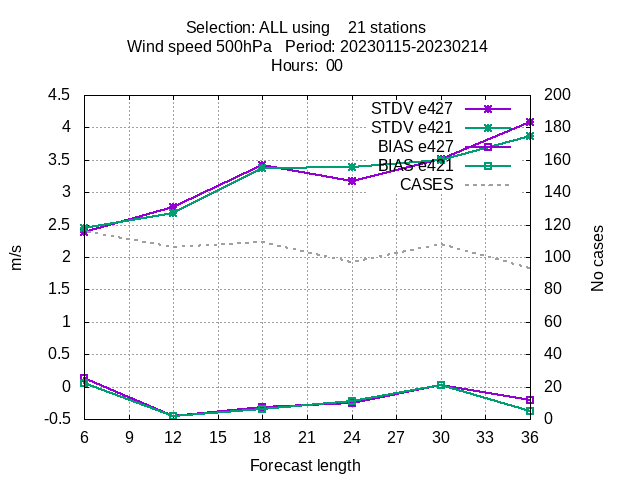 Selection: ALL using    21 stations
Wind speed 500hPa   Period: 20230115-20230214
Hours:  00
4.5
4
3.5
3
2.5
2
1.5
1
0.5
0
-0.5
m/s
STDV e427
STDV e421
BIAS e427
BIAS e421
CASES
200
180
160
140
120
100
80
60
40
20
0
No cases
6 9 12 15 18 21 24 27 30 33 36
Forecast length